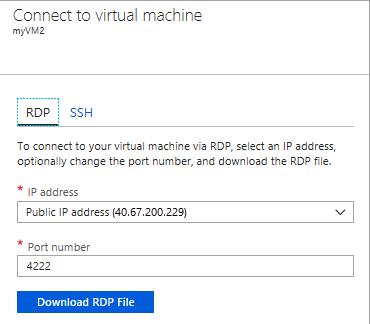 Connect to virtual machine
myVM2
RDP SSH
To connect to your virtual machine via RDP, select an IP address,
optionally change the port number, and download the RDP file.
* IP address
Public IP address (40.67.200.229)
* Port number
4222
Download RDP File